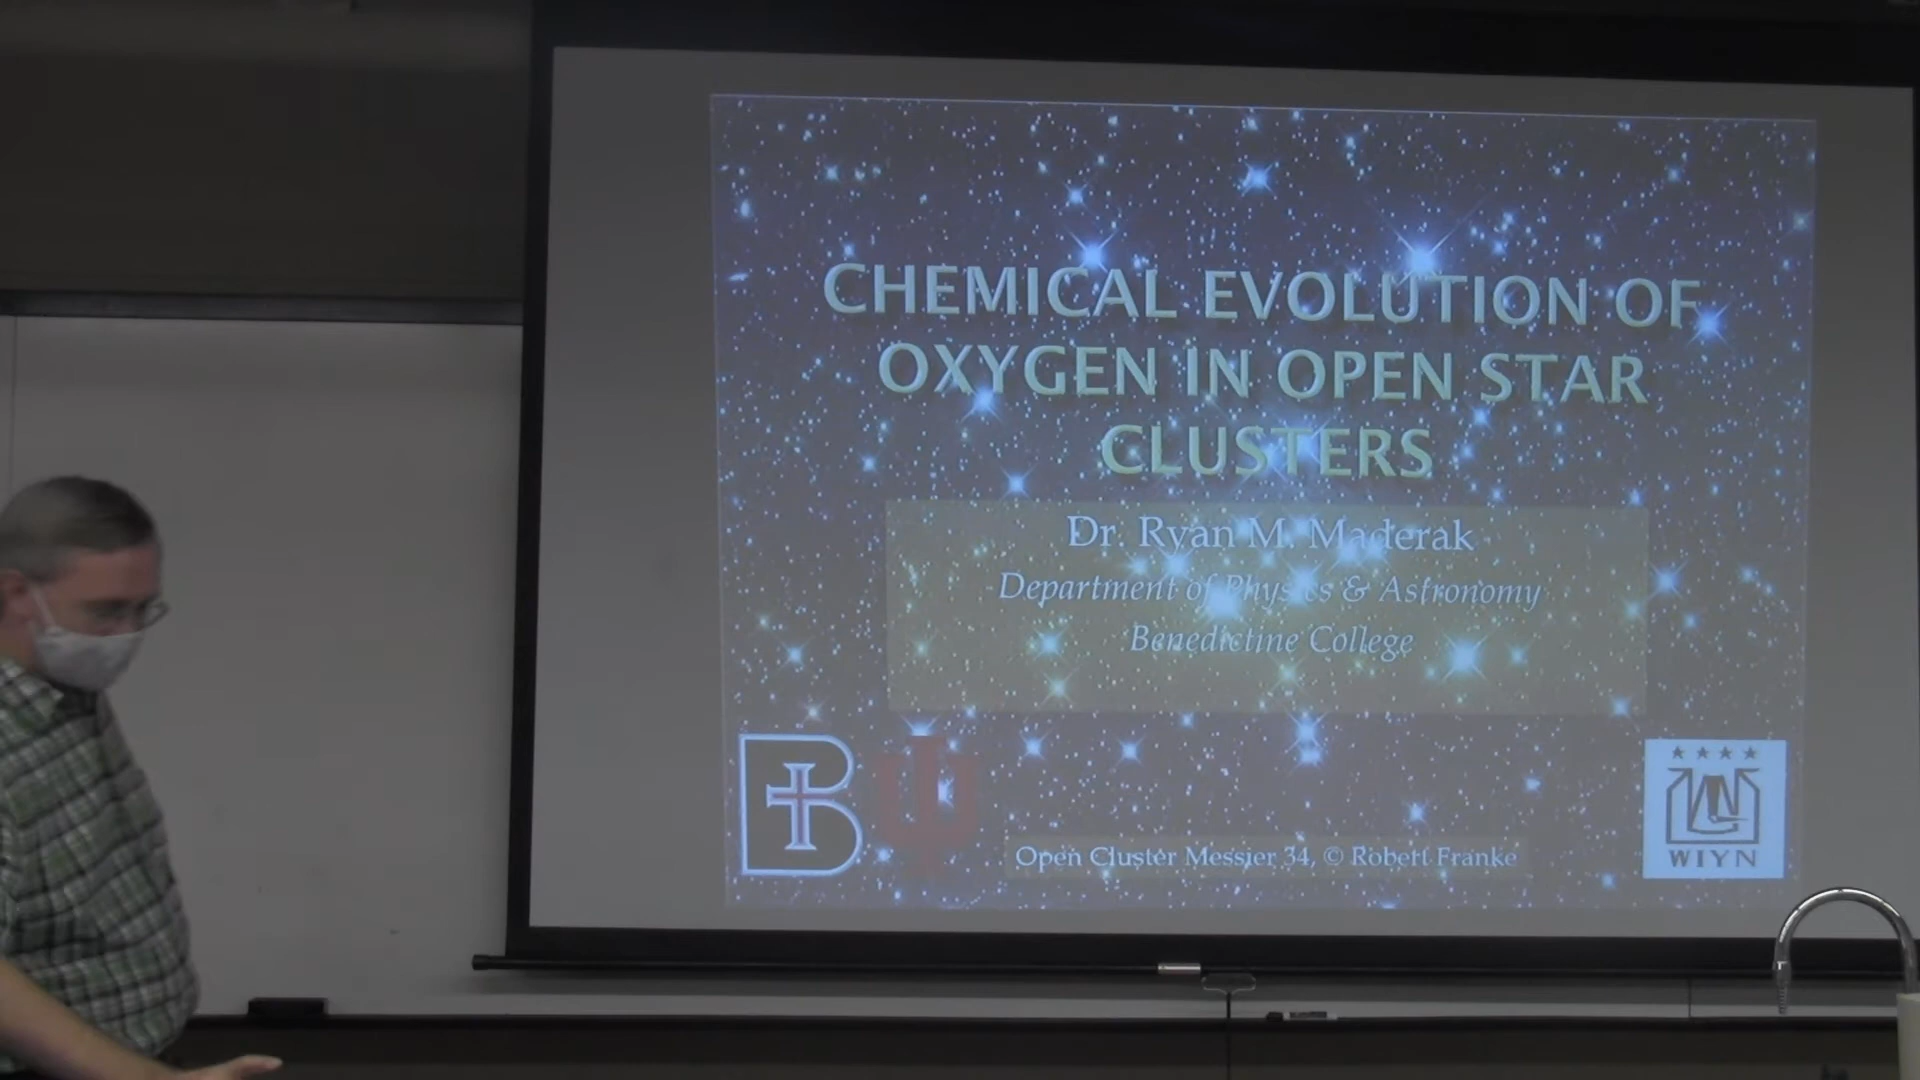 CHEMICAL EVOLUTION OF
OXYGEN IN OPEN STAR
CLUSTERS
Dr. Ryan M. Maderak
Department of Physics & Astronomy
Benedictine College
Open Cluster Messier 34, © Robert Franke
WIYN